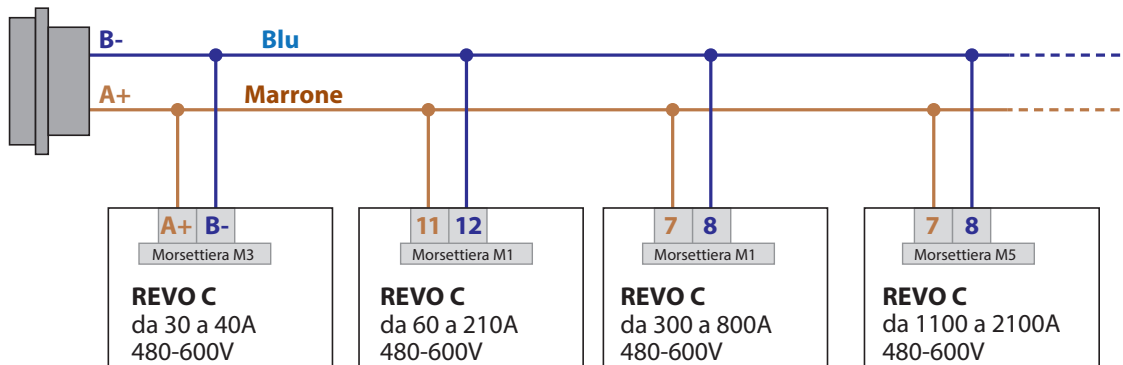 B- Blu
A+ Marrone
A+ B-
Morsettiera M3
REVO C
da 30 a 40A
480-600V
11 12
Morsettiera M1
REVO C
da 60 a 210A
480-600V
7 8
Morsettiera M1
REVO C
da 300 a 800A
480-600V
7 8
Morsettiera M5
REVO C
da 1100 a 2100A
480-600V